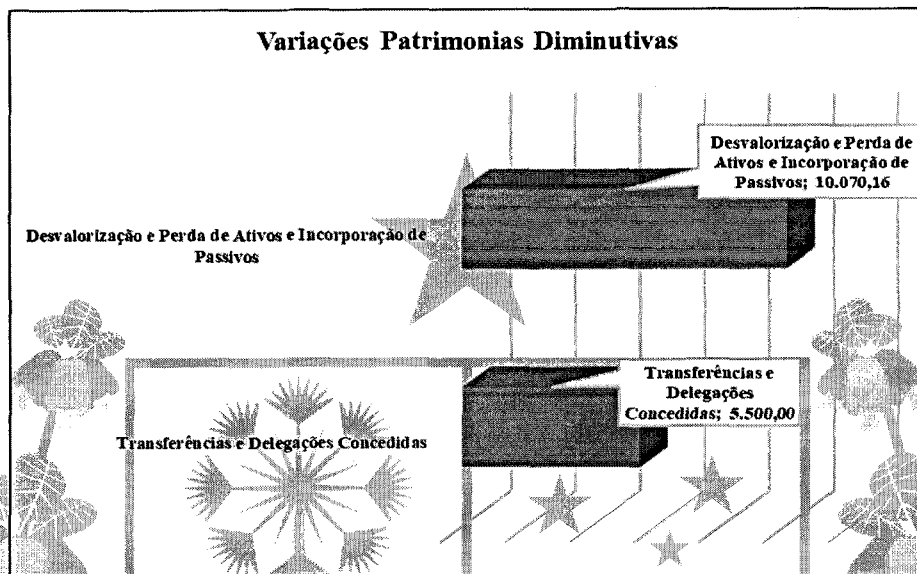 Variações Patrimonias Diminutivas
Desvalorização e Perda de
Ativos e Incorporação de
Passivos; 10.070,16
Desvalorização e Perda de Ativos e Incorporação de
Passivos
Transferências e
Delegações
Concedidas; 5.500,00
Transferências e Delegações Concedidas